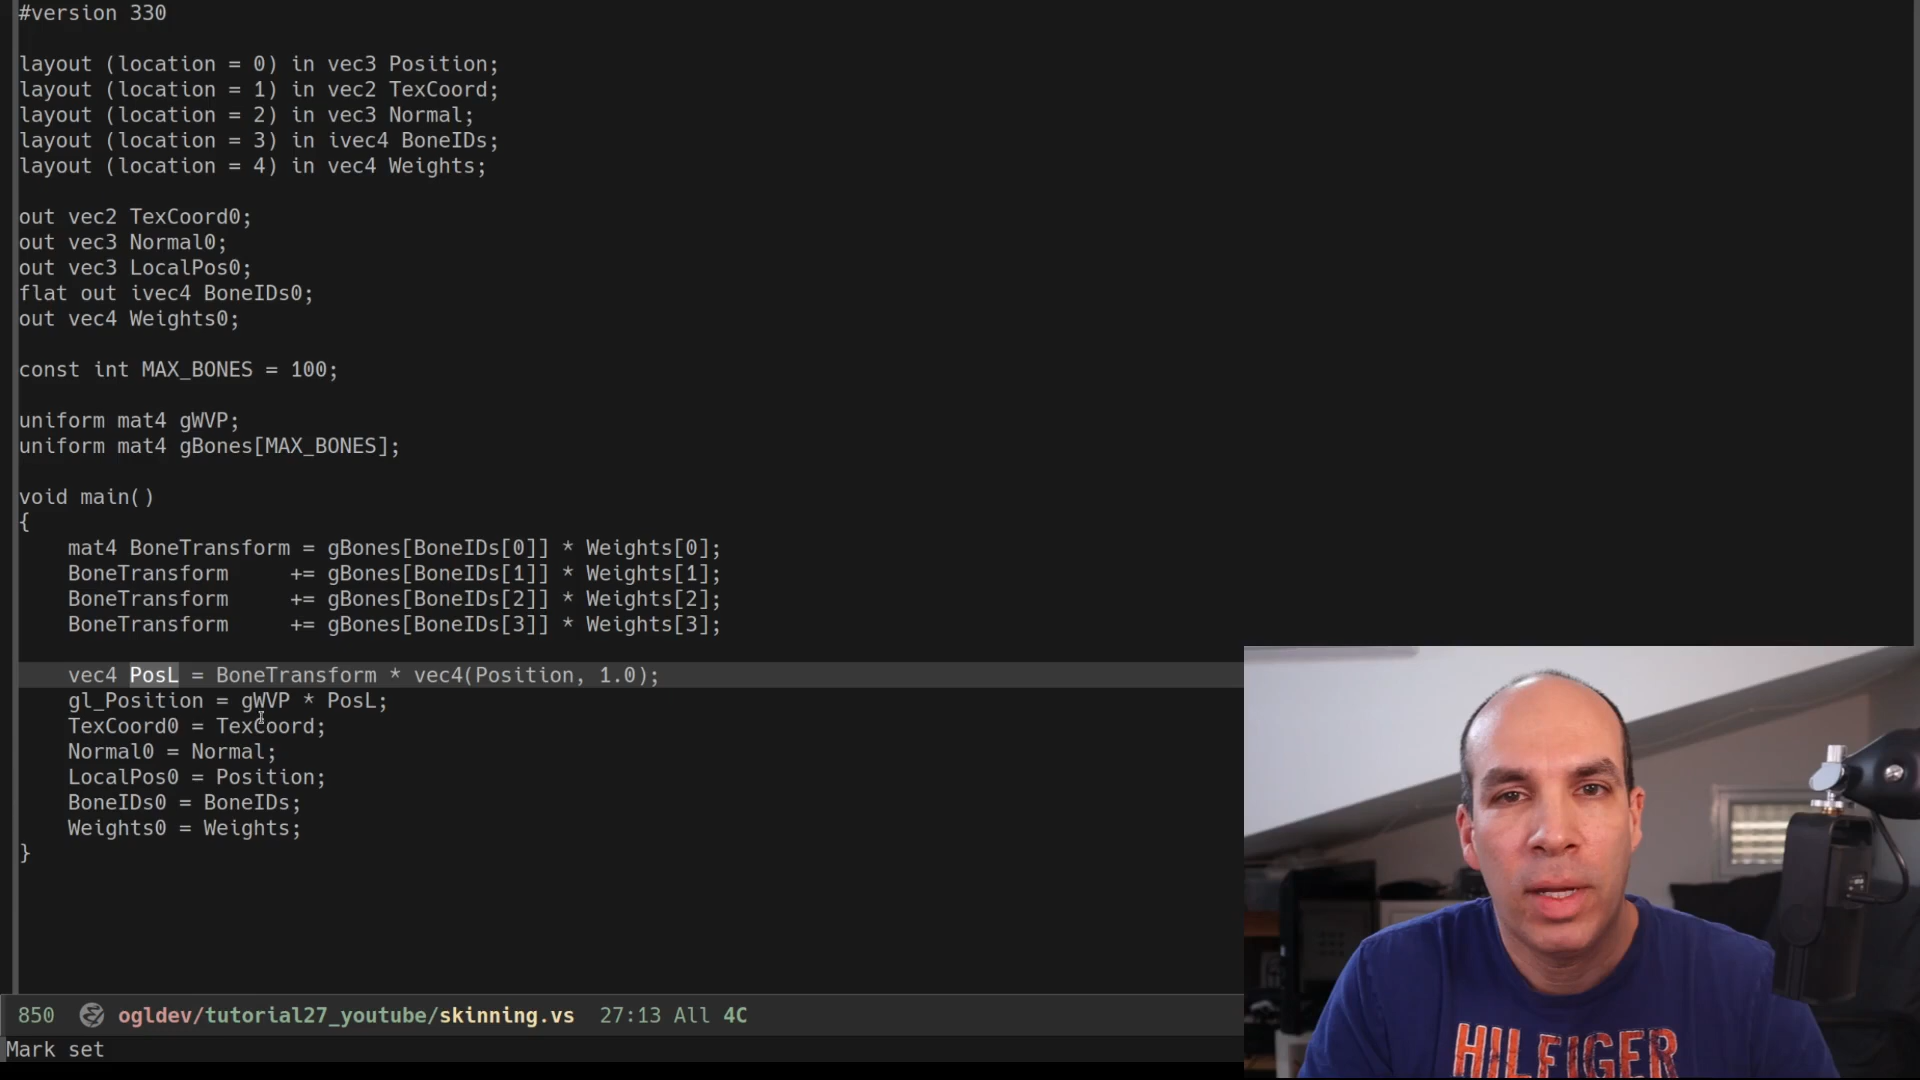 #version 330
layout (location = 0) in vec3 Position;
layout (location = 1) in vec2 TexCoord;
layout (location = 2) in vec3 Normal;
layout (location = 3) in ivec4 BoneIDs;
layout (location = 4) in vec4 Weights;
out vec2 TexCoord0;
out vec3 Normal0;
out vec3 LocalPos0;
flat out ivec4 BoneIDs0;
out vec4 Weights0;
const int MAX_BONES = 100;
uniform mat4 gWVP;
uniform mat4 gBones[MAX_BONES];
void main()
{
    mat4 BoneTransform = gBones[BoneIDs[0]] * Weights[0];
    BoneTransform     += gBones[BoneIDs[1]] * Weights[1];
    BoneTransform     += gBones[BoneIDs[2]] * Weights[2];
    BoneTransform     += gBones[BoneIDs[3]] * Weights[3];
    vec4 PosL = BoneTransform * vec4(Position, 1.0);
    gl_Position = gWVP * PosL;
    TexCoord0 = TexCoord;
    Normal0 = Normal;
    LocalPos0 = Position;
    BoneIDs0 = BoneIDs;
    Weights0 = Weights;
}
850 ogldev/tutorial27_youtube/skinning.vs 27:13 All 4C
Mark set
HILFIGER